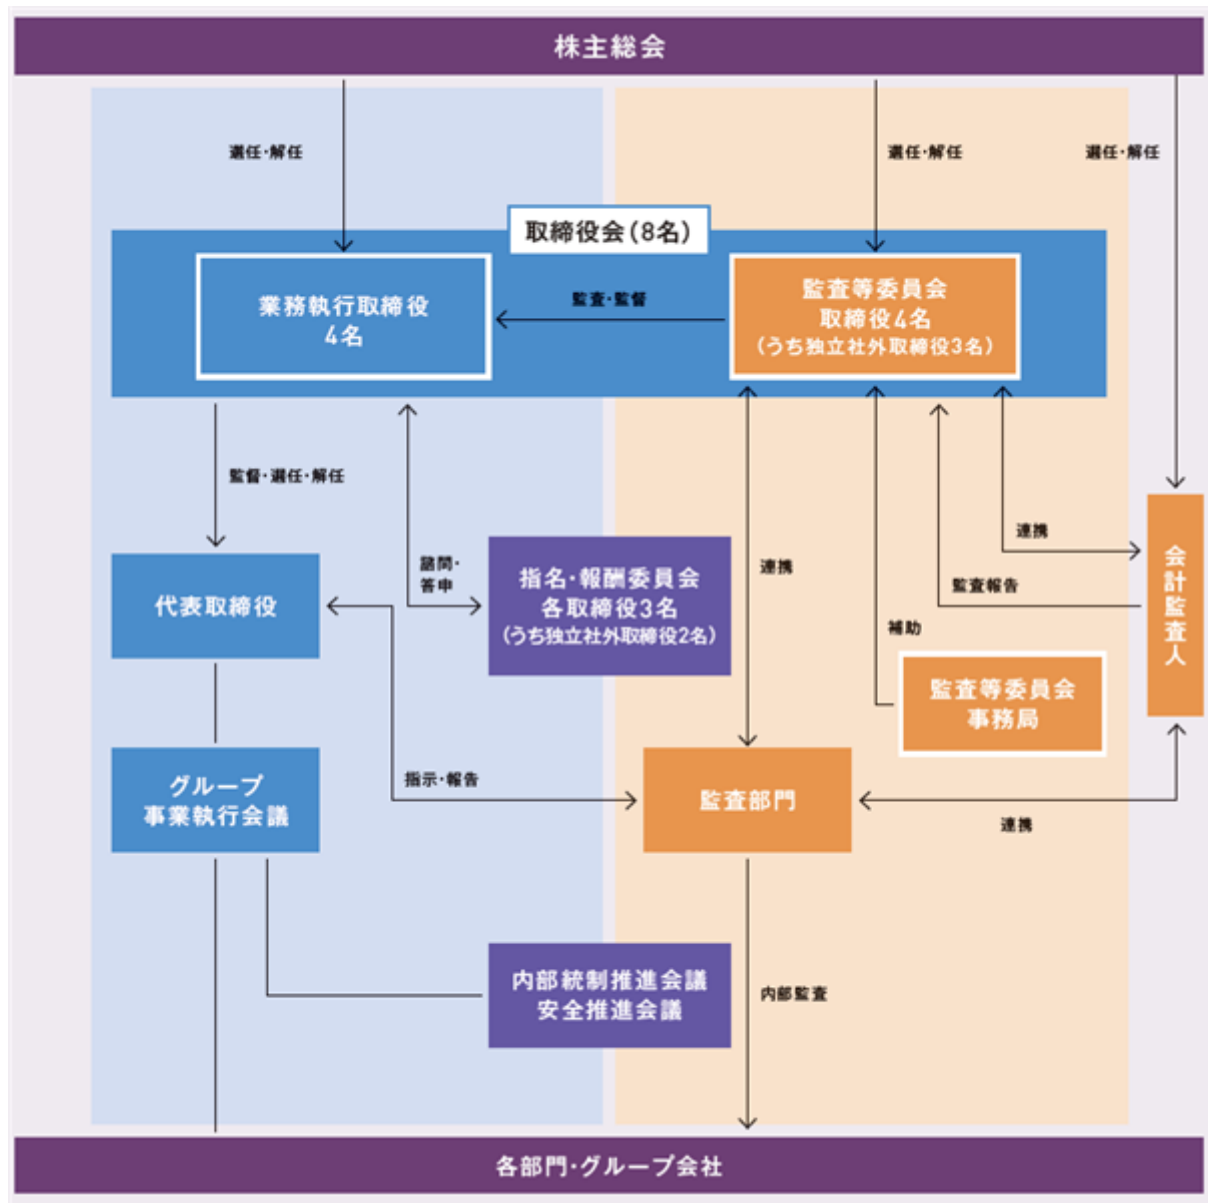 株主総会
選任・解任
選任・解任
選任・解任
取締役会(8名)
業務執行取締役
4名
監査・監督
監査等委員会
取締役4名
(うち独立社外取締役3名)
監督・選任・解任
代表取締役
諮問・
答申
指名・報酬委員会
各取締役3名
(うち独立社外取締役2名)
連携
連携
監査報告
補助
会計監査人
監査等委員会
事務局
グループ
事業執行会議
指示・報告
監査部門
連携
内部統制推進会議
安全推進会議
内部監査
各部門・グループ会社